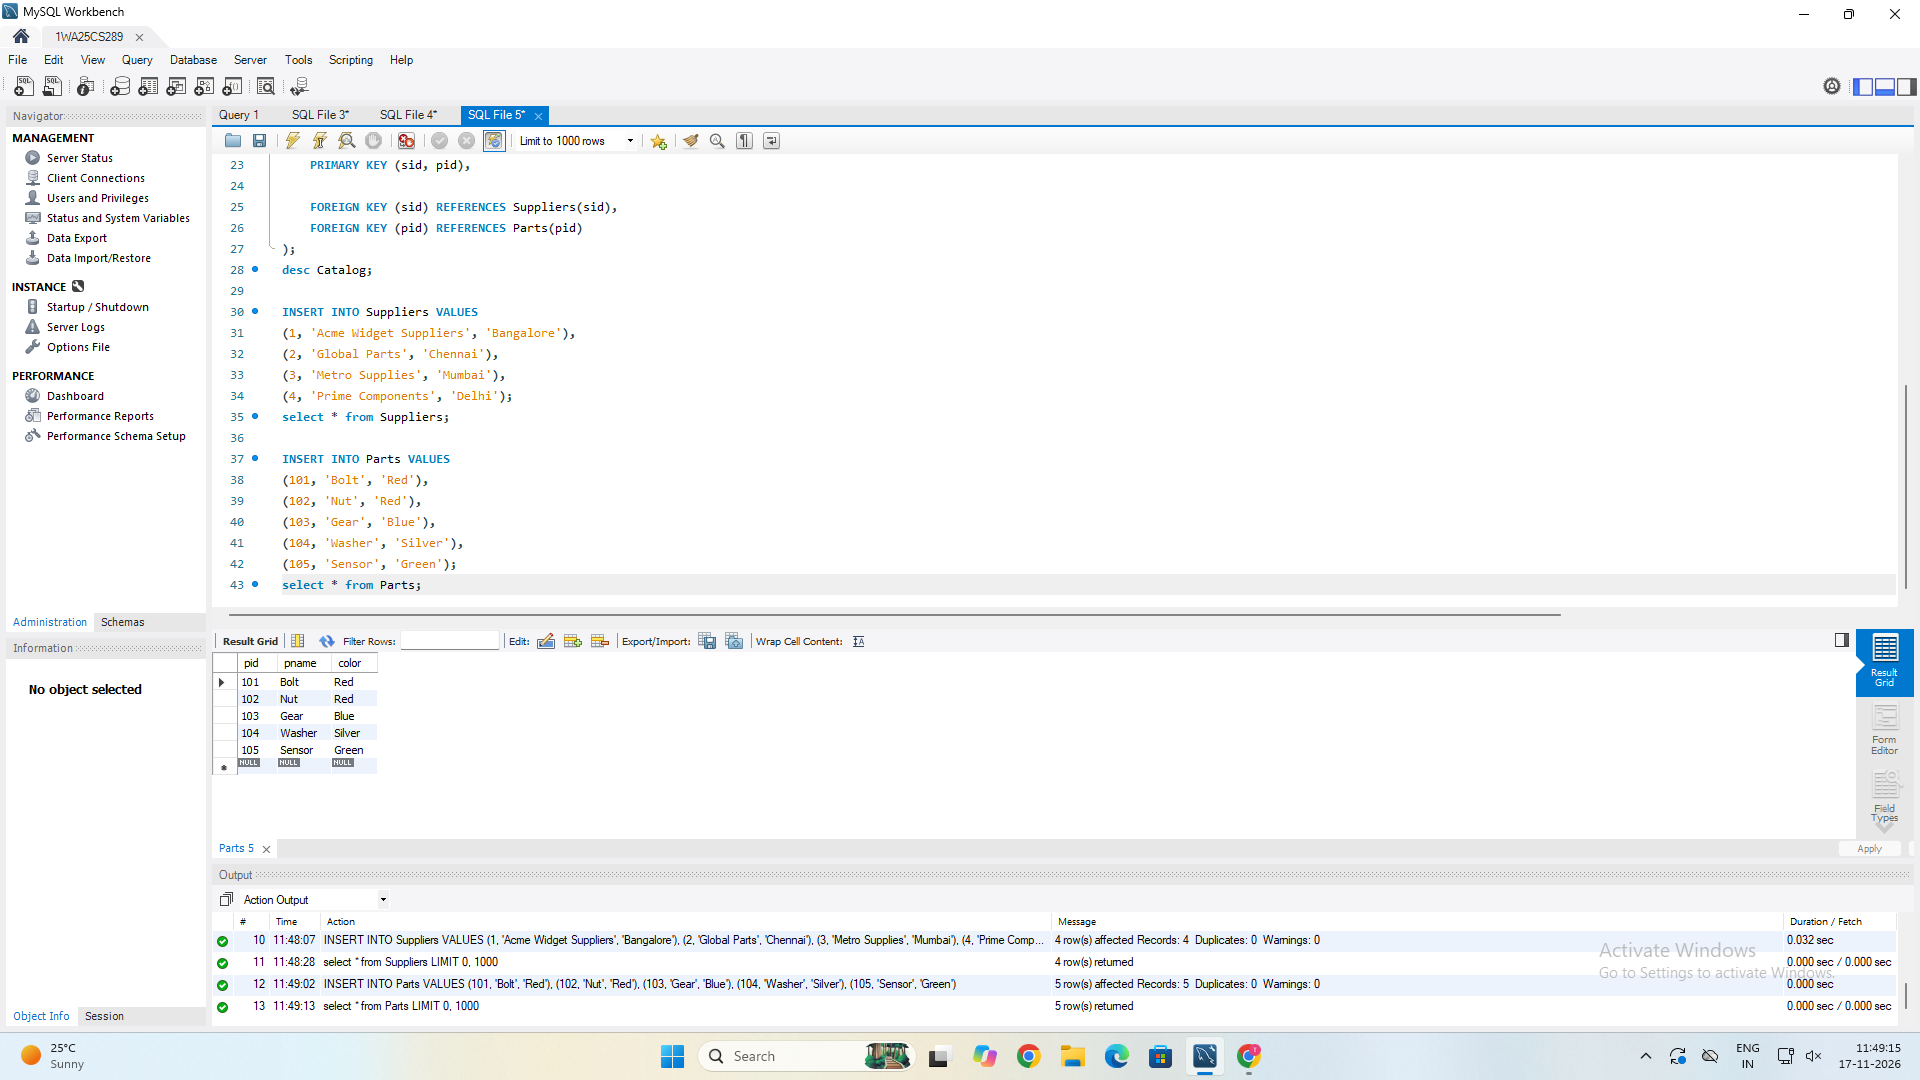 MySQL Workbench
1WA25CS289
File Edit View Query Database Server Tools Scripting Help
Navigator
MANAGEMENT
Server Status
Client Connections
Users and Privileges
Status and System Variables
Data Export
Data Import/Restore
INSTANCE
Startup / Shutdown
Server Logs
Options File
PERFORMANCE
Dashboard
Performance Reports
Performance Schema Setup
Administration Schemas
Information
No object selected
Object Info Session
Query 1 SQL File 3* SQL File 4* SQL File 5*
Limit to 1000 rows
23 PRIMARY KEY (sid, pid),
24
25 FOREIGN KEY (sid) REFERENCES Suppliers(sid),
26 FOREIGN KEY (pid) REFERENCES Parts(pid)
27 );
28 desc Catalog;
29
30 INSERT INTO Suppliers VALUES
31 (1, 'Acme Widget Suppliers', 'Bangalore'),
32 (2, 'Global Parts', 'Chennai'),
33 (3, 'Metro Supplies', 'Mumbai'),
34 (4, 'Prime Components', 'Delhi');
35 select * from Suppliers;
36
37 INSERT INTO Parts VALUES
38 (101, 'Bolt', 'Red'),
39 (102, 'Nut', 'Red'),
40 (103, 'Gear', 'Blue'),
41 (104, 'Washer', 'Silver'),
42 (105, 'Sensor', 'Green');
43 select * from Parts;
Result Grid Filter Rows: Edit: Export/Import: Wrap Cell Content:
pid pname color
101 Bolt Red
102 Nut Red
103 Gear Blue
104 Washer Silver
105 Sensor Green
NULL NULL NULL
Result
Grid
Form
Editor
Field
Types
Parts 5
Apply
Output
Action Output
# Time Action Message Duration / Fetch
10 11:48:07 INSERT INTO Suppliers VALUES (1, 'Acme Widget Suppliers', 'Bangalore'), (2, 'Global Parts', 'Chennai'), (3, 'Metro Supplies', 'Mumbai'), (4, 'Prime Comp... 4 row(s) affected Records: 4 Duplicates: 0 Warnings: 0 0.032 sec
11 11:48:28 select * from Suppliers LIMIT 0, 1000 4 row(s) returned 0.000 sec / 0.000 sec
12 11:49:02 INSERT INTO Parts VALUES (101, 'Bolt', 'Red'), (102, 'Nut', 'Red'), (103, 'Gear', 'Blue'), (104, 'Washer', 'Silver'), (105, 'Sensor', 'Green') 5 row(s) affected Records: 5 Duplicates: 0 Warnings: 0 0.000 sec
13 11:49:13 select * from Parts LIMIT 0, 1000 5 row(s) returned 0.000 sec / 0.000 sec
Activate Windows
Go to Settings to activate Windows.
25°C
Sunny
Search
ENG
IN
11:49:15
17-11-2026